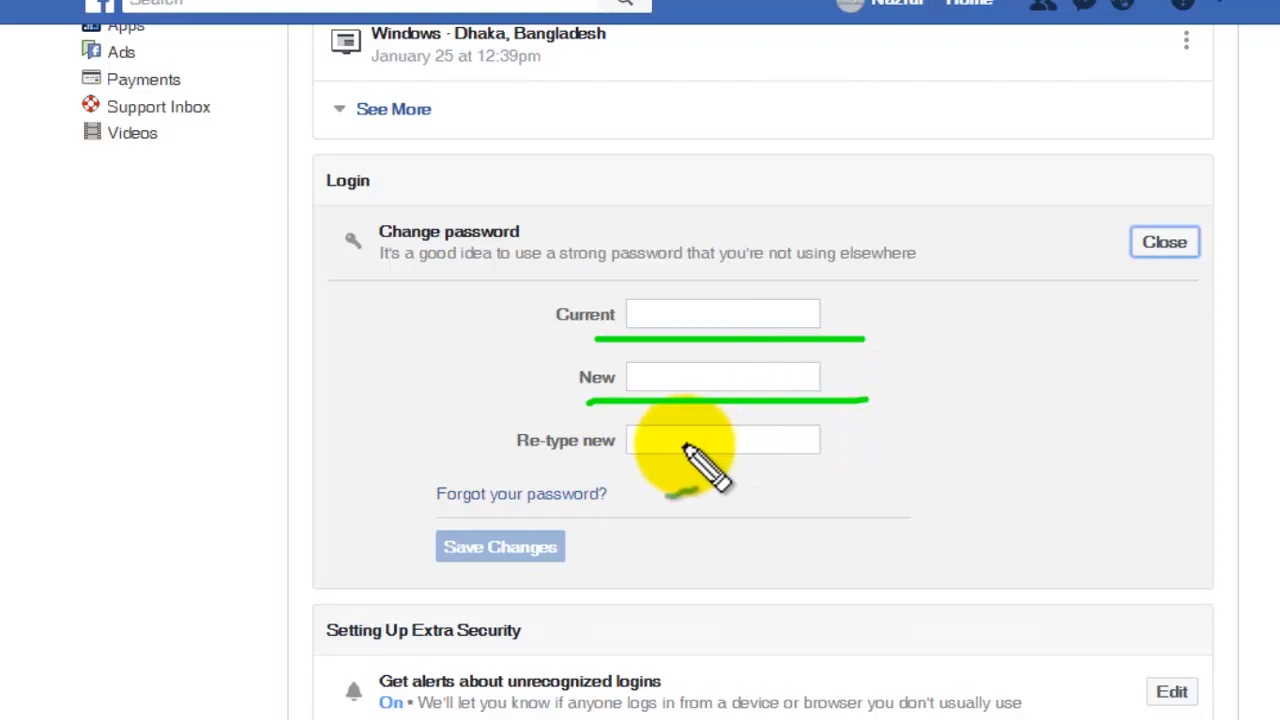 Search
Home
Apps
Ads
Payments
Support Inbox
Videos
Windows · Dhaka, Bangladesh
January 25 at 12:39pm
See More
Login
Change password
It's a good idea to use a strong password that you're not using elsewhere
Close
Current
New
Re-type new
Forgot your password?
Save Changes
Setting Up Extra Security
Get alerts about unrecognized logins
On • We'll let you know if anyone logs in from a device or browser you don't usually use
Edit